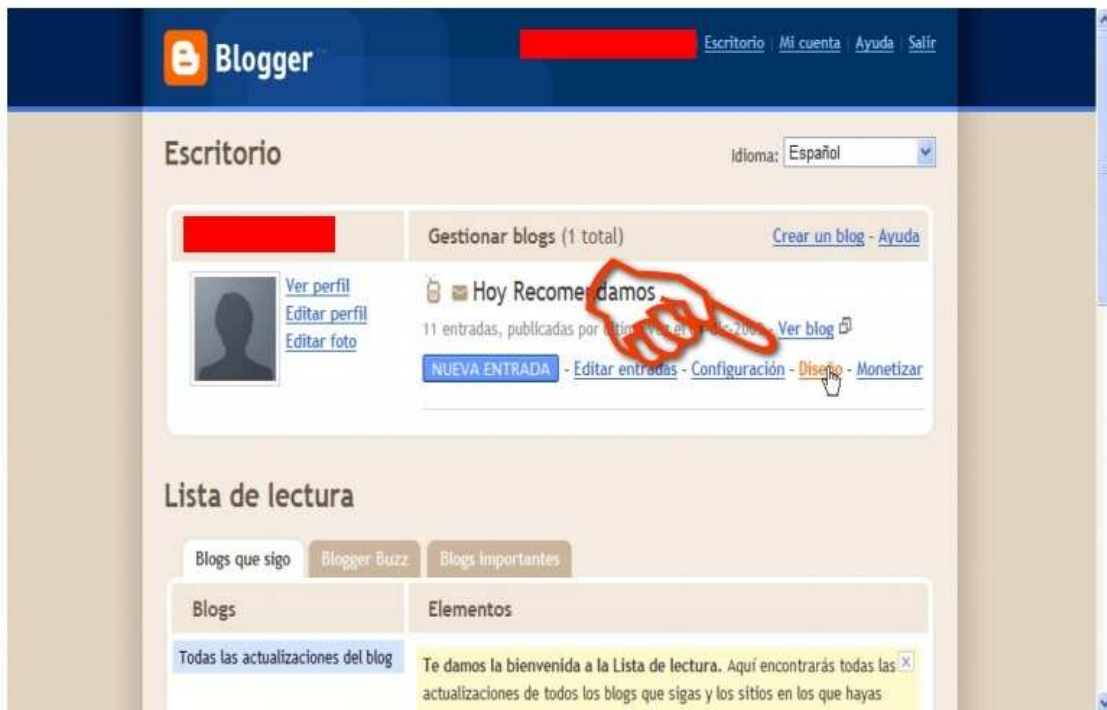 Blogger™
Escritorio | Mi cuenta | Ayuda | Salir
Escritorio
Idioma: Español
Gestionar blogs (1 total)
Crear un blog - Ayuda
Ver perfil
Editar perfil
Editar foto
Hoy Recomendamos
11 entradas, publicadas por - Ver blog
NUEVA ENTRADA - Editar entradas - Configuración - Diseño - Monetizar
Lista de lectura
Blogs que sigo
Blogger Buzz
Blogs importantes
Blogs
Elementos
Todas las actualizaciones del blog
Te damos la bienvenida a la Lista de lectura. Aquí encontrarás todas las
actualizaciones de todos los blogs que sigas y los sitios en los que hayas